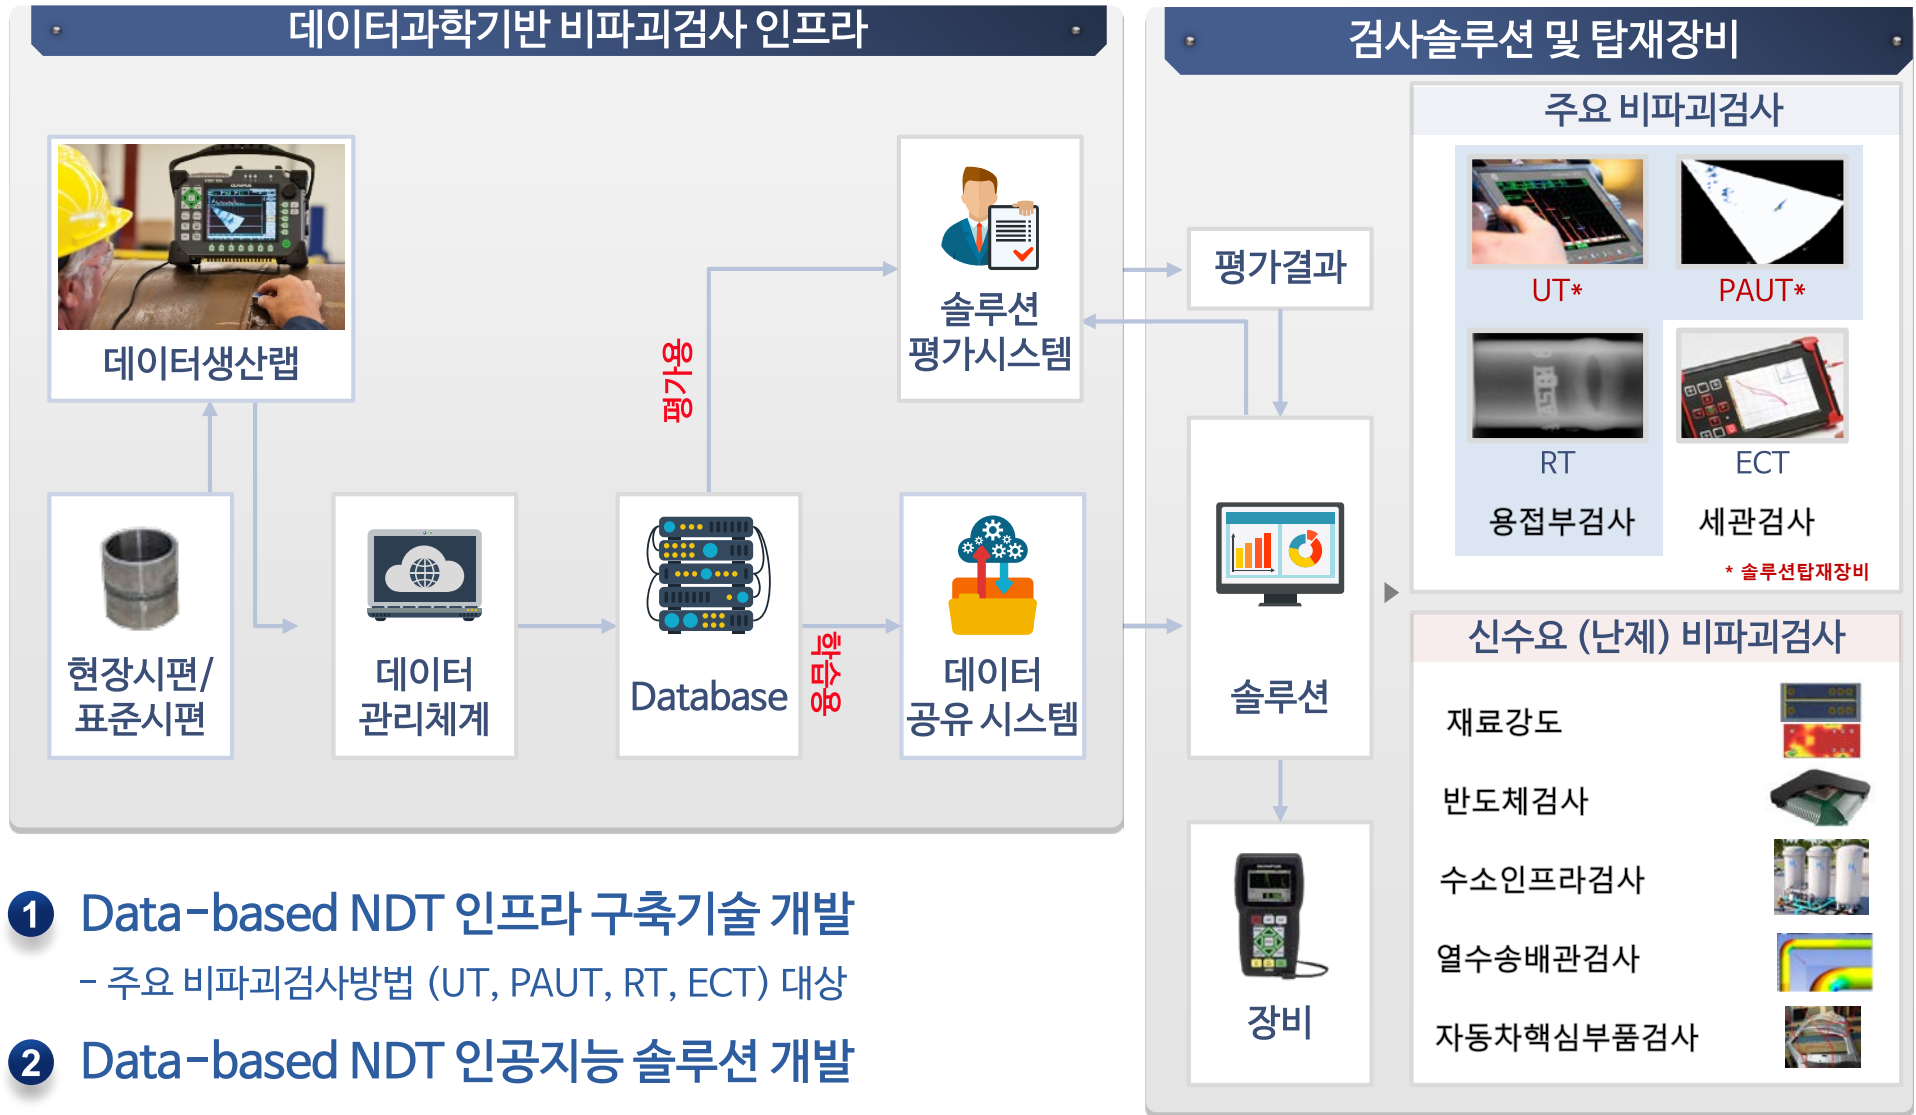 데이터과학기반 비파괴검사 인프라
데이터생산랩
현장시편/
표준시편
데이터
관리체계
Database
평가용
학습용
솔루션
평가시스템
데이터
공유 시스템
검사솔루션 및 탑재장비
평가결과
솔루션
장비
주요 비파괴검사
UT*
PAUT*
RT
ECT
용접부검사
세관검사
* 솔루션탑재장비
신수요 (난제) 비파괴검사
재료강도
반도체검사
수소인프라검사
열수송배관검사
자동차핵심부품검사
1 Data-based NDT 인프라 구축기술 개발
- 주요 비파괴검사방법 (UT, PAUT, RT, ECT) 대상
2 Data-based NDT 인공지능 솔루션 개발